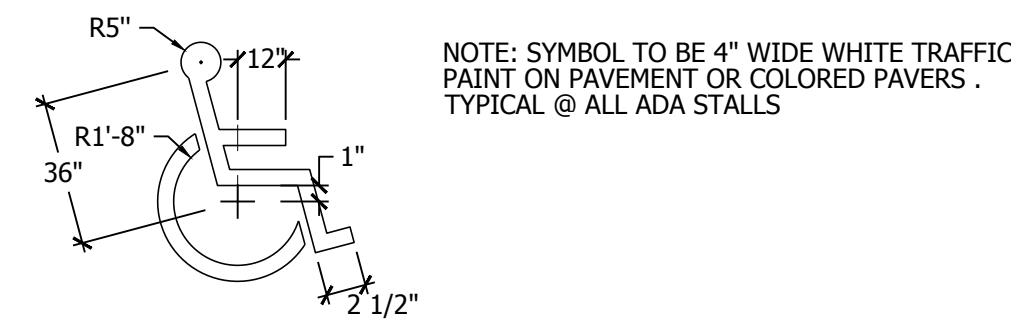 R5"
12"
R1'-8"
36"
1"
2 1/2"
NOTE: SYMBOL TO BE 4" WIDE WHITE TRAFFIC
PAINT ON PAVEMENT OR COLORED PAVERS .
TYPICAL @ ALL ADA STALLS